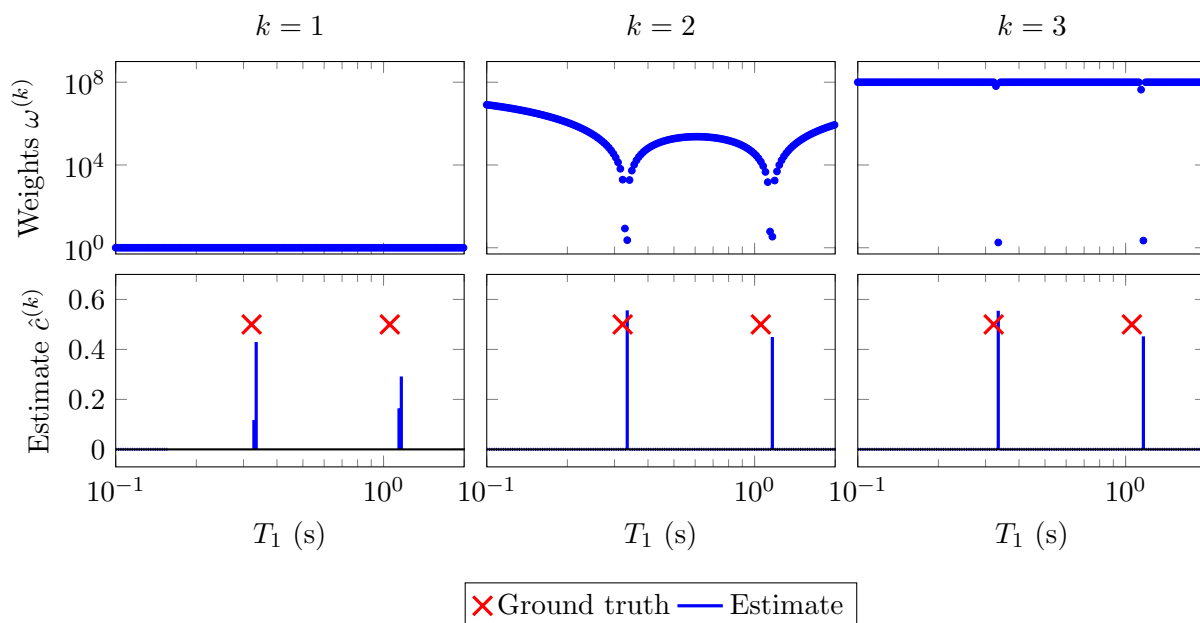 k = 1
k = 2
k = 3
Weights ω^(k)
10^8
10^4
10^0
Estimate ĉ^(k)
0.6
0.4
0.2
0
10^-1
10^0
10^-1
10^0
10^-1
10^0
T_1 (s)
T_1 (s)
T_1 (s)
Ground truth
Estimate